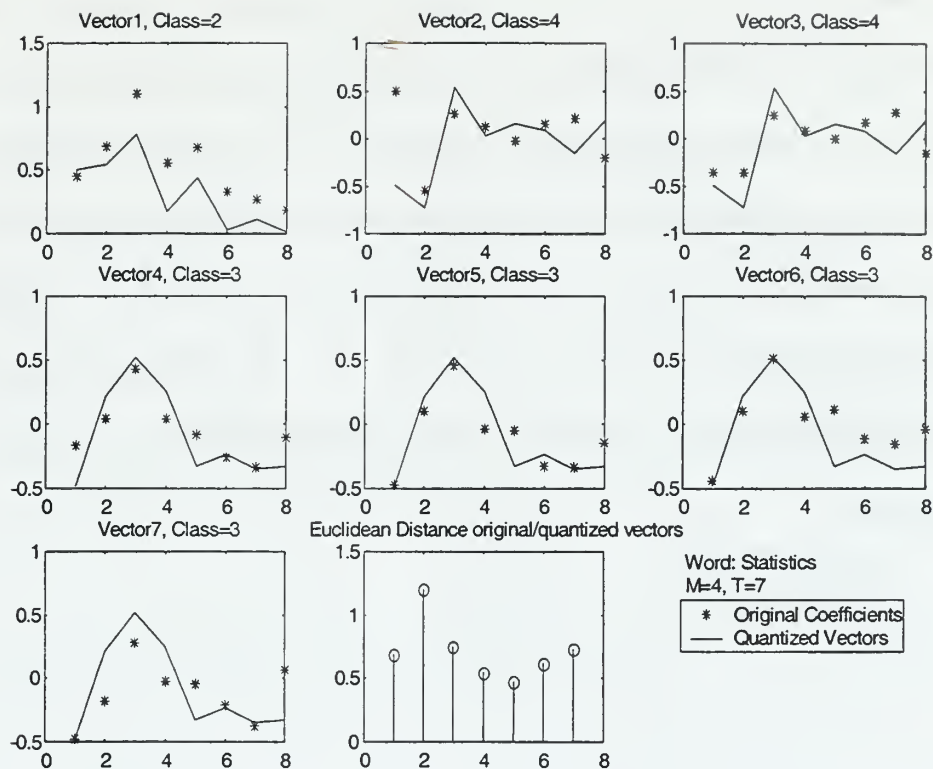 Vector1, Class=2
Vector2, Class=4
Vector3, Class=4
1.5
1
0.5
0
0 2 4 6 8
1
0.5
0
-0.5
-1
0 2 4 6 8
1
0.5
0
-0.5
-1
0 2 4 6 8
Vector4, Class=3
Vector5, Class=3
Vector6, Class=3
1
0.5
0
-0.5
0 2 4 6 8
1
0.5
0
-0.5
0 2 4 6 8
1
0.5
0
-0.5
0 2 4 6 8
Vector7, Class=3
Euclidean Distance original/quantized vectors
1
0.5
0
-0.5
0 2 4 6 8
1.5
1
0.5
0
0 2 4 6 8
Word: Statistics
M=4, T=7
* Original Coefficients
Quantized Vectors